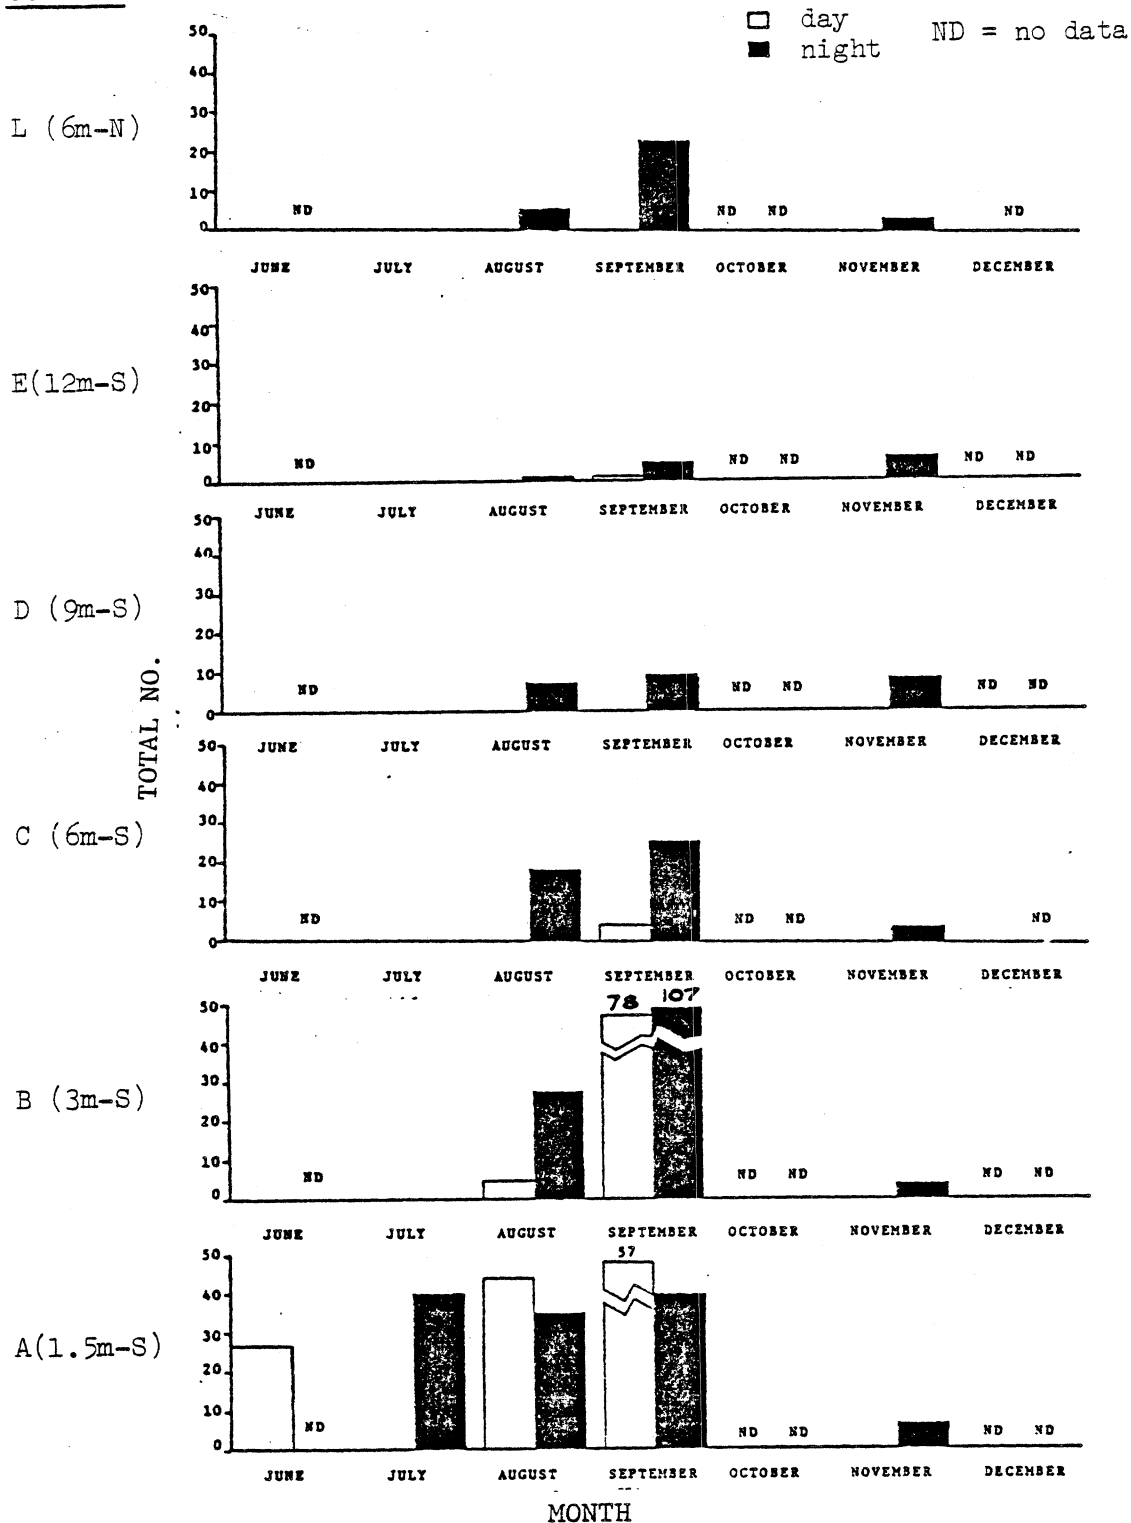 day
night
ND = no data
L (6m-N)
50
40
30
20
10
0
ND
ND
ND
ND
JUNE
JULY
AUGUST
SEPTEMBER
OCTOBER
NOVEMBER
DECEMBER
E(12m-S)
50
40
30
20
10
0
ND
ND
ND
ND
ND
JUNE
JULY
AUGUST
SEPTEMBER
OCTOBER
NOVEMBER
DECEMBER
D (9m-S)
50
40
30
20
10
0
ND
ND
ND
ND
ND
JUNE
JULY
AUGUST
SEPTEMBER
OCTOBER
NOVEMBER
DECEMBER
TOTAL NO.
C (6m-S)
50
40
30
20
10
0
ND
ND
ND
ND
JUNE
JULY
AUGUST
SEPTEMBER
OCTOBER
NOVEMBER
DECEMBER
B (3m-S)
50
40
30
20
10
0
78
107
ND
ND
ND
ND
ND
JUNE
JULY
AUGUST
SEPTEMBER
OCTOBER
NOVEMBER
DECEMBER
A(1.5m-S)
50
40
30
20
10
0
57
ND
ND
ND
ND
ND
JUNE
JULY
AUGUST
SEPTEMBER
OCTOBER
NOVEMBER
DECEMBER
MONTH